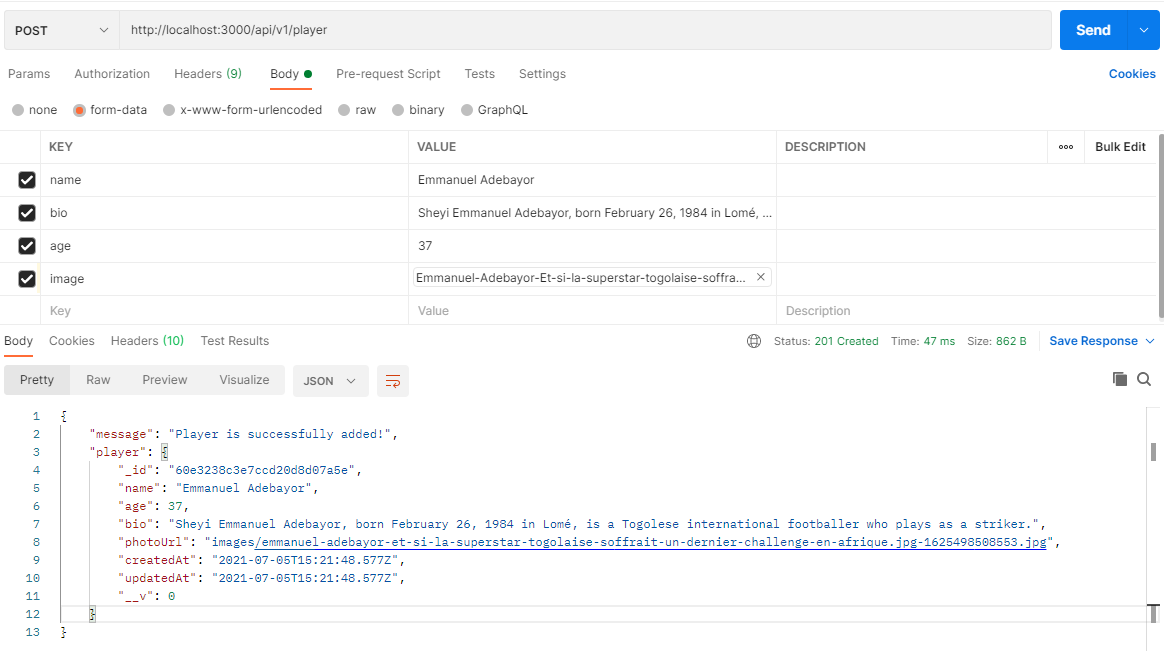 POST http://localhost:3000/api/v1/player Send
Params Authorization Headers (9) Body Pre-request Script Tests Settings Cookies
none form-data x-www-form-urlencoded raw binary GraphQL
KEY VALUE DESCRIPTION ooo Bulk Edit
name Emmanuel Adebayor
bio Sheyi Emmanuel Adebayor, born February 26, 1984 in Lomé, ...
age 37
image Emmanuel-Adebayor-Et-si-la-superstar-togolaise-soffra... ×
Key Value Description
Body Cookies Headers (10) Test Results Status: 201 Created Time: 47 ms Size: 862 B Save Response
Pretty Raw Preview Visualize JSON
1 {
2 "message": "Player is successfully added!",
3 "player": {
4 "_id": "60e3238c3e7ccd20d8d07a5e",
5 "name": "Emmanuel Adebayor",
6 "age": 37,
7 "bio": "Sheyi Emmanuel Adebayor, born February 26, 1984 in Lomé, is a Togolese international footballer who plays as a striker.",
8 "photoUrl": "images/emmanuel-adebayor-et-si-la-superstar-togolaise-soffrait-un-dernier-challenge-en-afrique.jpg-1625498508553.jpg",
9 "createdAt": "2021-07-05T15:21:48.577Z",
10 "updatedAt": "2021-07-05T15:21:48.577Z",
11 "__v": 0
12 }
13 }